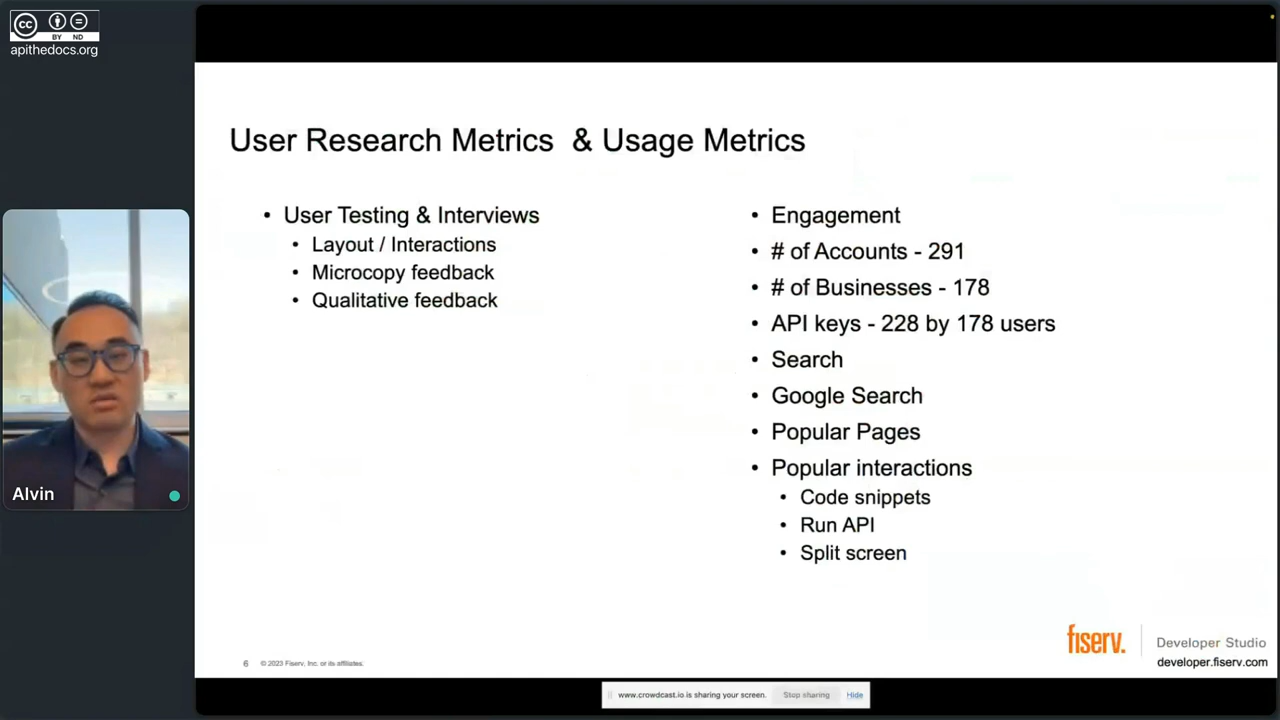 cc
BY ND
apithedocs.org
User Research Metrics & Usage Metrics
• User Testing & Interviews
• Layout / Interactions
• Microcopy feedback
• Qualitative feedback
• Engagement
• # of Accounts - 291
• # of Businesses - 178
• API keys - 228 by 178 users
• Search
• Google Search
• Popular Pages
• Popular interactions
• Code snippets
• Run API
• Split screen
Alvin
fiserv.
Developer Studio
developer.fiserv.com
6 © 2023 Fiserv, Inc. or its affiliates.
www.crowdcast.io is sharing your screen. Stop sharing Hide